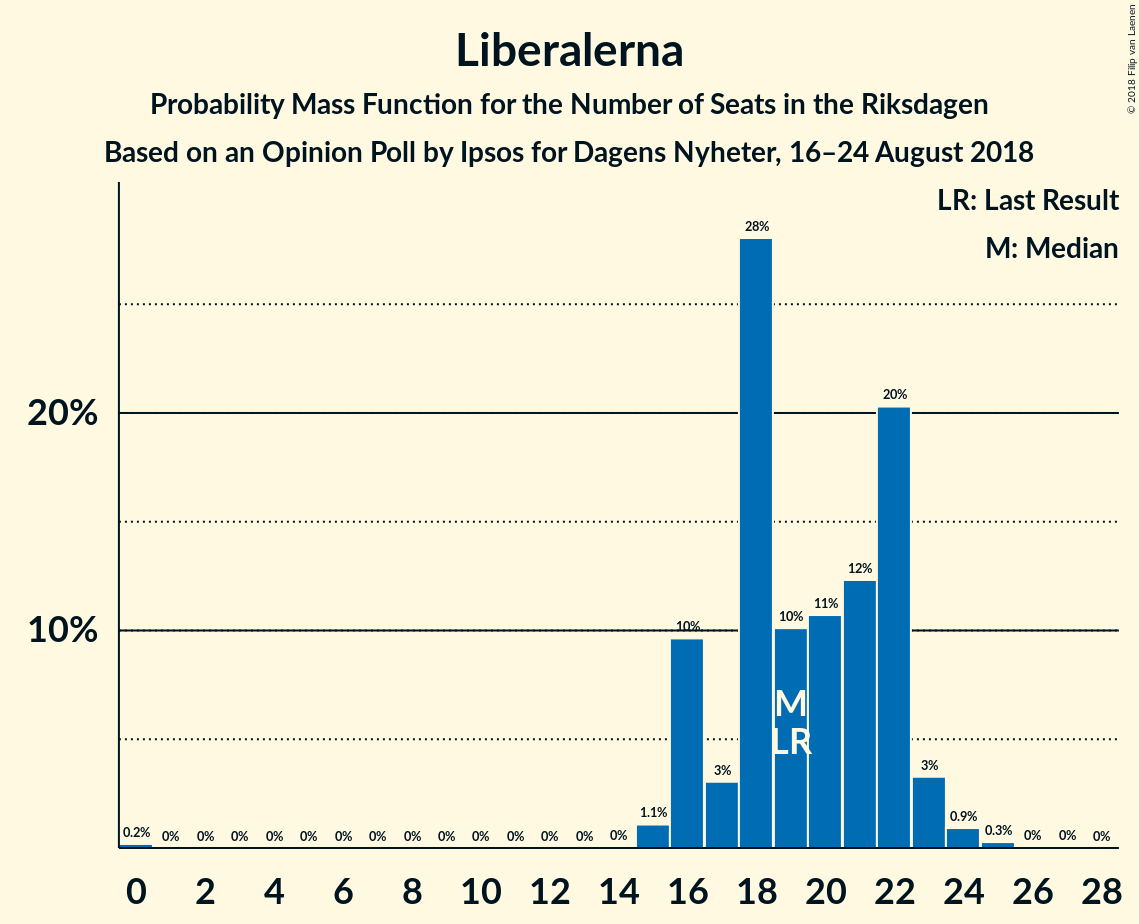 Liberalerna
Probability Mass Function for the Number of Seats in the Riksdagen
Based on an Opinion Poll by Ipsos for Dagens Nyheter, 16–24 August 2018
© 2018 Filip van Laenen
LR: Last Result
M: Median
20%
10%
0.2% 0% 0% 0% 0% 0% 0% 0% 0% 0% 0% 0% 0% 0% 0% 1.1% 10% 3% 28% 10% 11% 12% 20% 3% 0.9% 0.3% 0% 0% 0%
M
LR
0 2 4 6 8 10 12 14 16 18 20 22 24 26 28